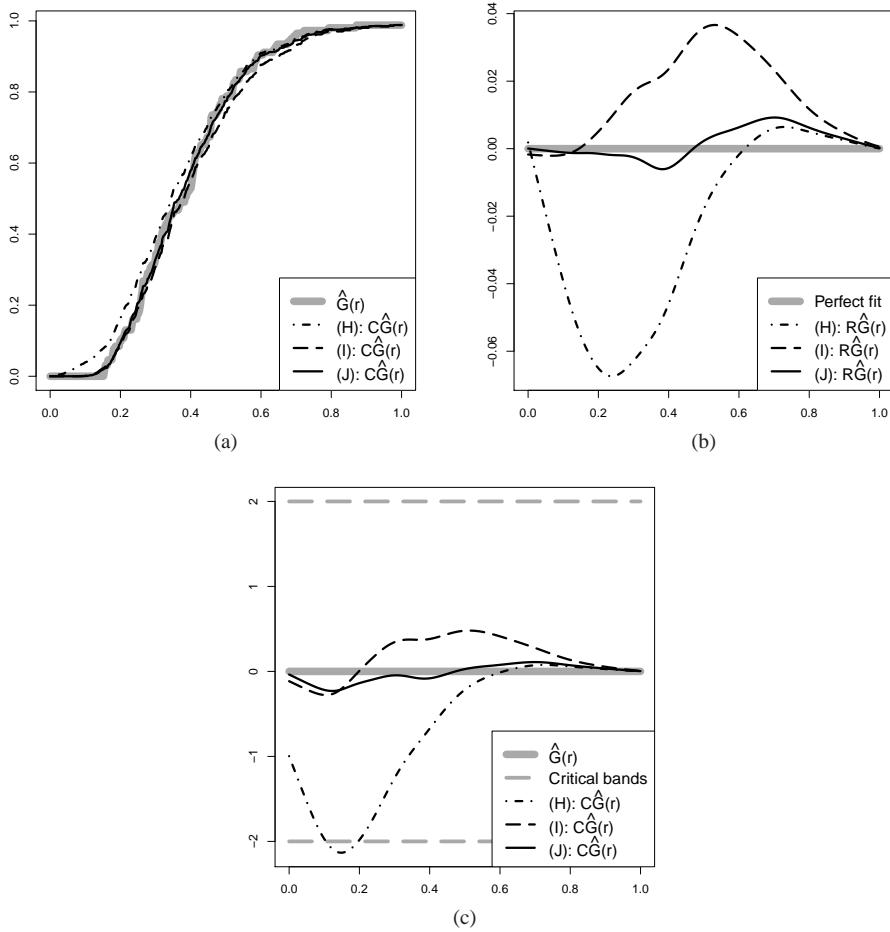 1.0
0.8
0.6
0.4
0.2
0.0
0.0 0.2 0.4 0.6 0.8 1.0
Ĝ(r)
(H): CĜ(r)
(I): CĜ(r)
(J): CĜ(r)
(a)
0.04
0.02
0.00
−0.02
−0.04
−0.06
0.0 0.2 0.4 0.6 0.8 1.0
Perfect fit
(H): RĜ(r)
(I): RĜ(r)
(J): RĜ(r)
(b)
2
1
0
−1
−2
0.0 0.2 0.4 0.6 0.8 1.0
Ĝ(r)
Critical bands
(H): CĜ(r)
(I): CĜ(r)
(J): CĜ(r)
(c)